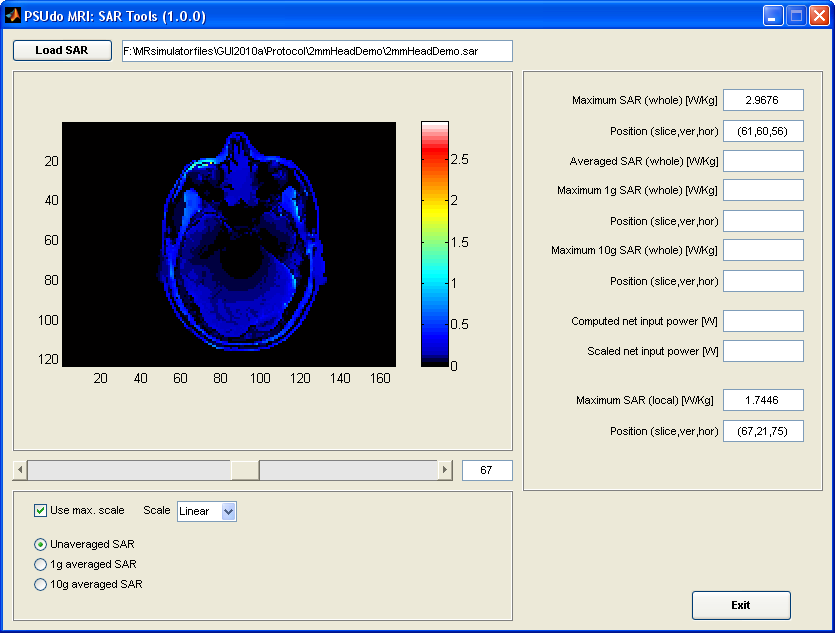 PSUdo MRI: SAR Tools (1.0.0)
Load SAR F:\MRsimulatorfiles\GUI2010a\Protocol\2mmHeadDemo\2mmHeadDemo.sar
20
40
60
80
100
120
20 40 60 80 100 120 140 160
2.5
2
1.5
1
0.5
0
67
Use max. scale Scale Linear
Unaveraged SAR
1g averaged SAR
10g averaged SAR
Maximum SAR (whole) [W/Kg] 2.9676
Position (slice,ver,hor) (61,60,56)
Averaged SAR (whole) [W/Kg]
Maximum 1g SAR (whole) [W/Kg]
Position (slice,ver,hor)
Maximum 10g SAR (whole) [W/Kg]
Position (slice,ver,hor)
Computed net input power [W]
Scaled net input power [W]
Maximum SAR (local) [W/Kg] 1.7446
Position (slice,ver,hor) (67,21,75)
Exit